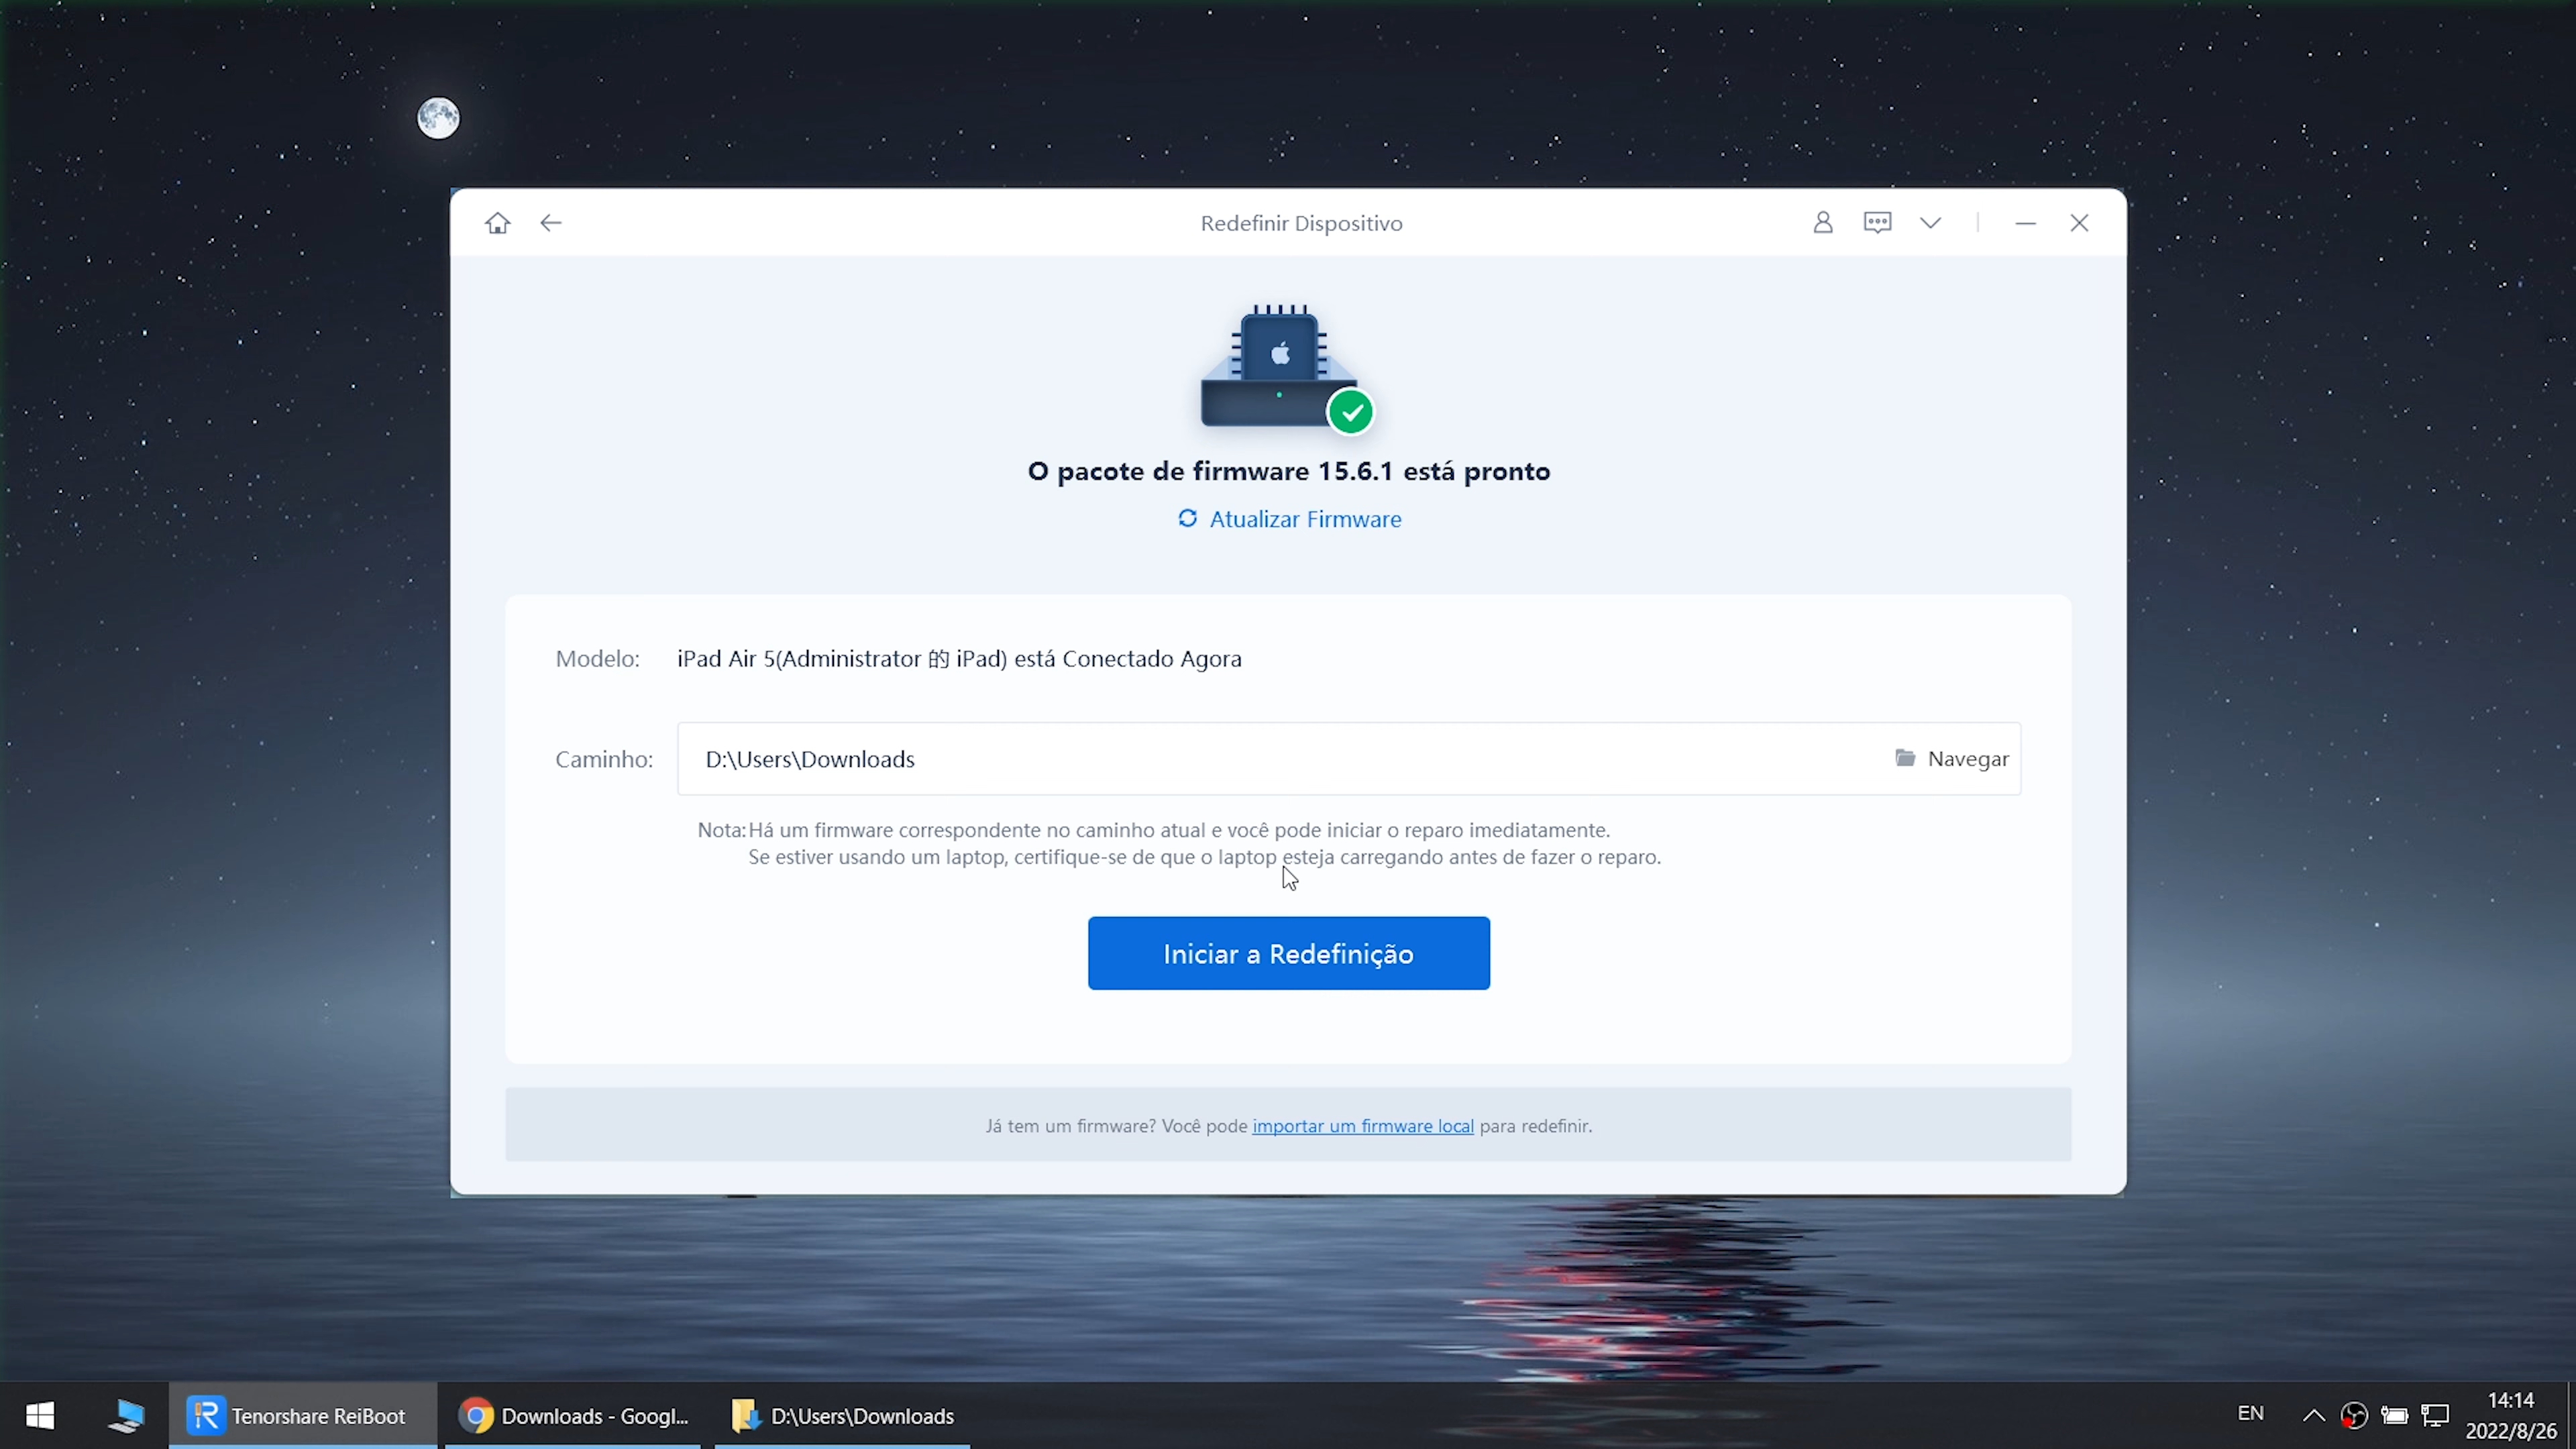 Redefinir Dispositivo
O pacote de firmware 15.6.1 está pronto
Atualizar Firmware
Modelo: iPad Air 5(Administrator 的 iPad) está Conectado Agora
Caminho: D:\Users\Downloads Navegar
Nota:Há um firmware correspondente no caminho atual e você pode iniciar o reparo imediatamente.
Se estiver usando um laptop, certifique-se de que o laptop esteja carregando antes de fazer o reparo.
Iniciar a Redefinição
Já tem um firmware? Você pode importar um firmware local para redefinir.
Tenorshare ReiBoot Downloads - Googl... D:\Users\Downloads EN 14:14
2022/8/26